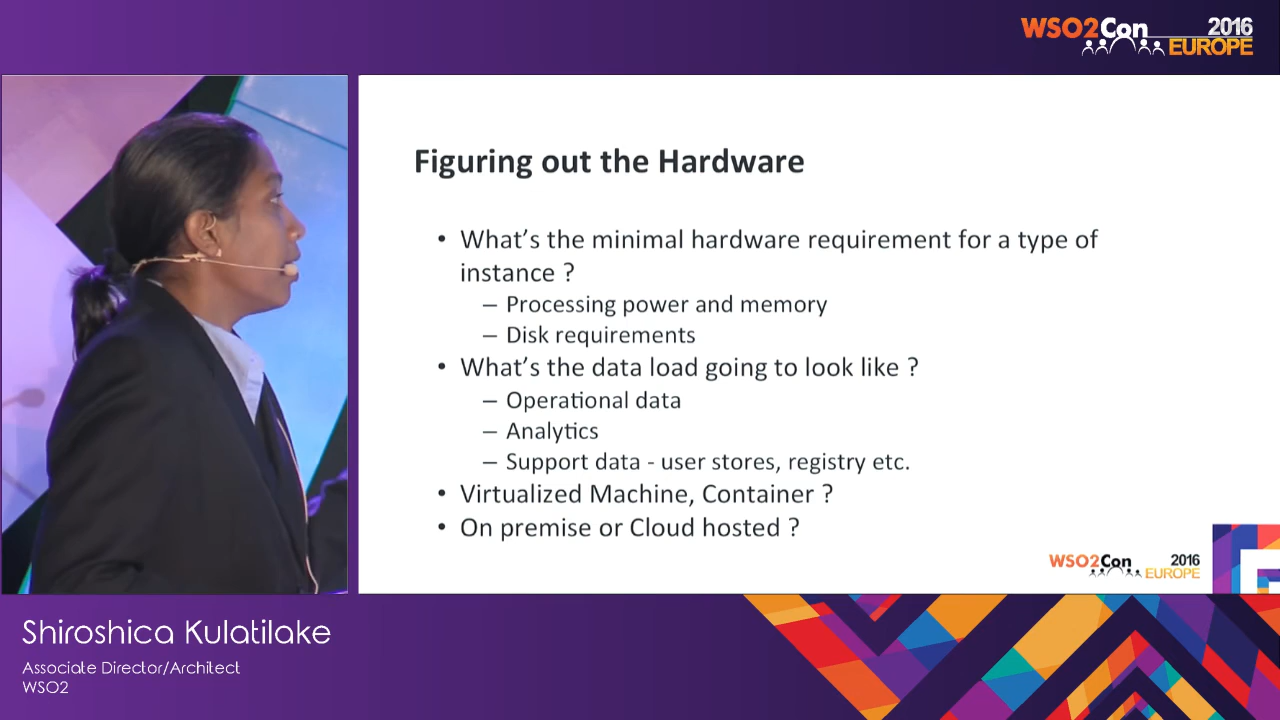 WSO2Con 2016
EUROPE
Figuring out the Hardware
• What's the minimal hardware requirement for a type of
instance ?
– Processing power and memory
– Disk requirements
• What's the data load going to look like ?
– Operational data
– Analytics
– Support data - user stores, registry etc.
• Virtualized Machine, Container ?
• On premise or Cloud hosted ?
WSO2Con 2016
EUROPE
Shiroshica Kulatilake
Associate Director/Architect
WSO2